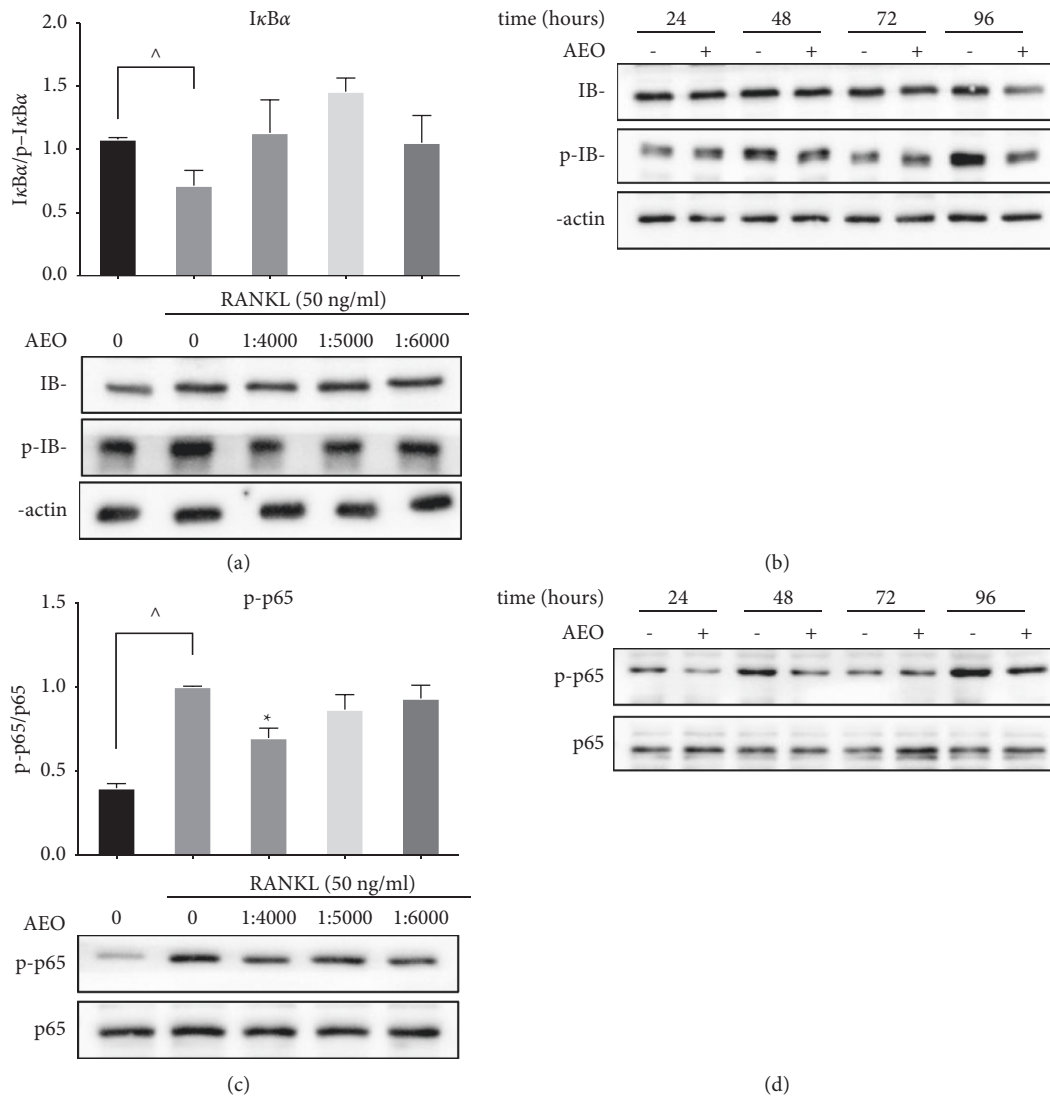 IκBα
2.0
1.5
1.0
0.5
0.0
IκBα/p–IκBα
^
RANKL (50 ng/ml)
AEO 0 0 1:4000 1:5000 1:6000
IB-
p-IB-
-actin
(a)
time (hours) 24 48 72 96
AEO - + - + - + - +
IB-
p-IB-
-actin
(b)
p-p65
1.5
1.0
0.5
0.0
p-p65/p65
^
*
RANKL (50 ng/ml)
AEO 0 0 1:4000 1:5000 1:6000
p-p65
p65
(c)
time (hours) 24 48 72 96
AEO - + - + - + - +
p-p65
p65
(d)